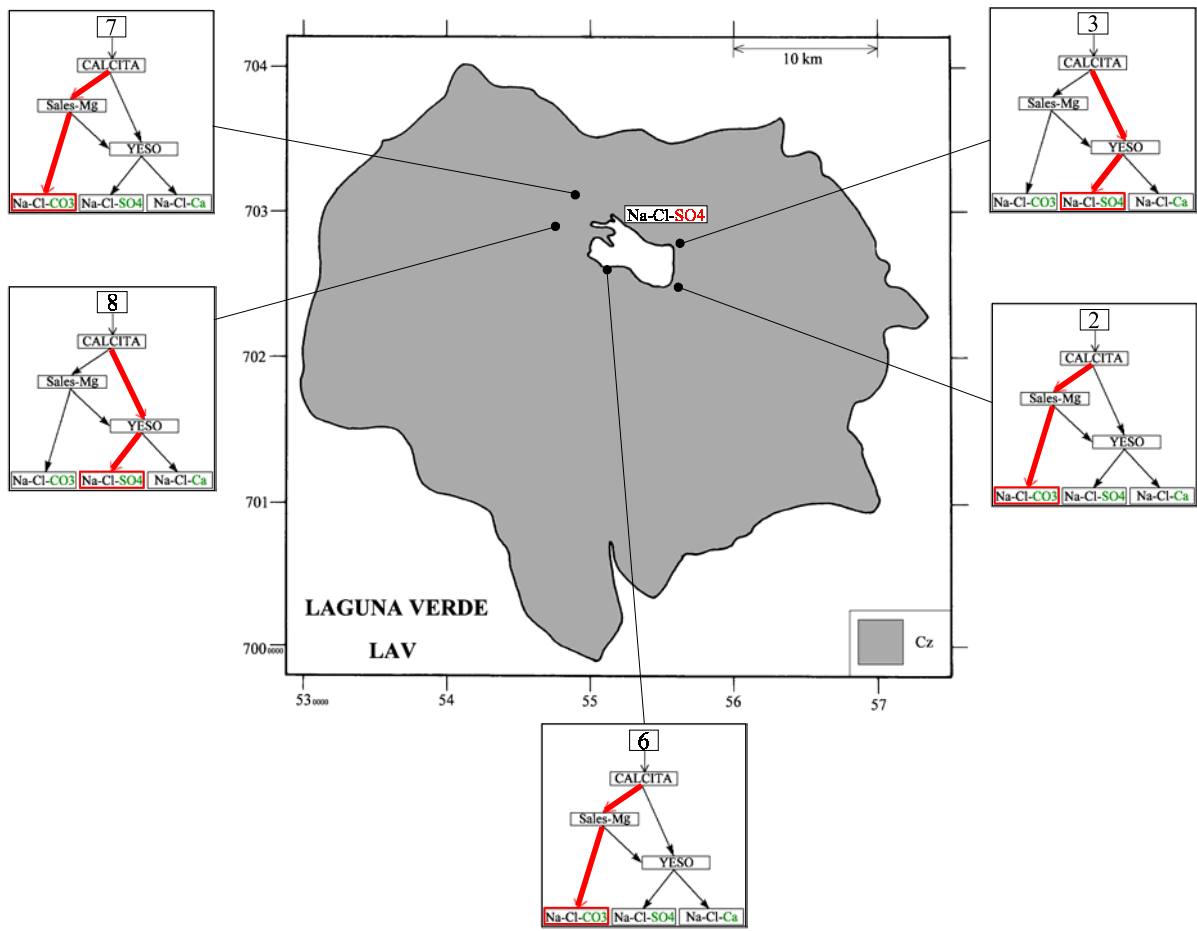 7
CALCITA
Sales-Mg
YESO
Na-Cl-CO3 Na-Cl-SO4 Na-Cl-Ca
8
CALCITA
Sales-Mg
YESO
Na-Cl-CO3 Na-Cl-SO4 Na-Cl-Ca
10 km
704
703
702
701
700 0000
Na-Cl-SO4
LAGUNA VERDE
LAV
Cz
53 0000 54 55 56 57
3
CALCITA
Sales-Mg
YESO
Na-Cl-CO3 Na-Cl-SO4 Na-Cl-Ca
2
CALCITA
Sales-Mg
YESO
Na-Cl-CO3 Na-Cl-SO4 Na-Cl-Ca
6
CALCITA
Sales-Mg
YESO
Na-Cl-CO3 Na-Cl-SO4 Na-Cl-Ca